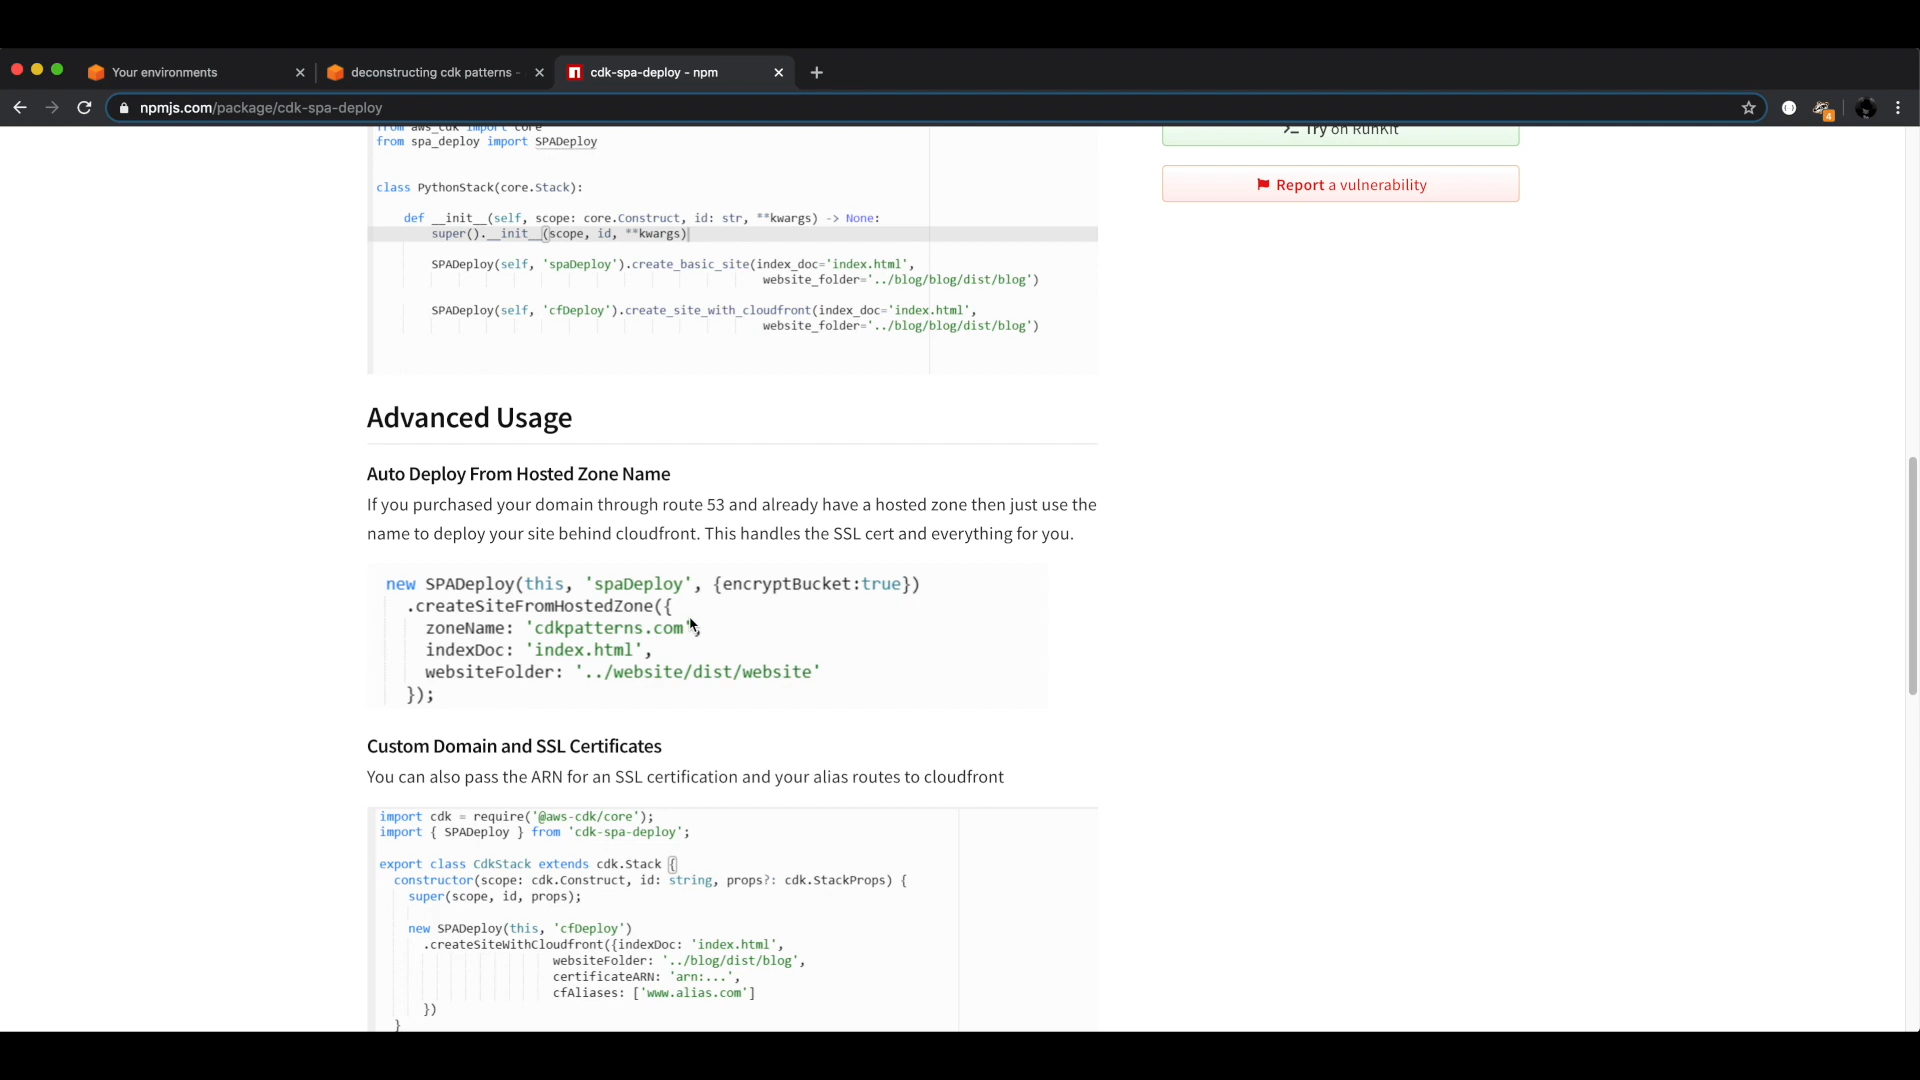 Your environments
deconstructing cdk patterns -
cdk-spa-deploy - npm
npmjs.com/package/cdk-spa-deploy
4
from aws_cdk import core
from spa_deploy import SPADeploy
class PythonStack(core.Stack):
def __init__(self, scope: core.Construct, id: str, **kwargs) -> None:
super().__init__(scope, id, **kwargs)
SPADeploy(self, 'spaDeploy').create_basic_site(index_doc='index.html',
website_folder='../blog/blog/dist/blog')
SPADeploy(self, 'cfDeploy').create_site_with_cloudfront(index_doc='index.html',
website_folder='../blog/blog/dist/blog')
>_ Try on RunKit
Report a vulnerability
Advanced Usage
Auto Deploy From Hosted Zone Name
If you purchased your domain through route 53 and already have a hosted zone then just use the
name to deploy your site behind cloudfront. This handles the SSL cert and everything for you.
new SPADeploy(this, 'spaDeploy', {encryptBucket:true})
.createSiteFromHostedZone({
zoneName: 'cdkpatterns.com',
indexDoc: 'index.html',
websiteFolder: '../website/dist/website'
});
Custom Domain and SSL Certificates
You can also pass the ARN for an SSL certification and your alias routes to cloudfront
import cdk = require('@aws-cdk/core');
import { SPADeploy } from 'cdk-spa-deploy';
export class CdkStack extends cdk.Stack {
constructor(scope: cdk.Construct, id: string, props?: cdk.StackProps) {
super(scope, id, props);
new SPADeploy(this, 'cfDeploy')
.createSiteWithCloudfront({indexDoc: 'index.html',
websiteFolder: '../blog/dist/blog',
certificateARN: 'arn:...',
cfAliases: ['www.alias.com']
})
}